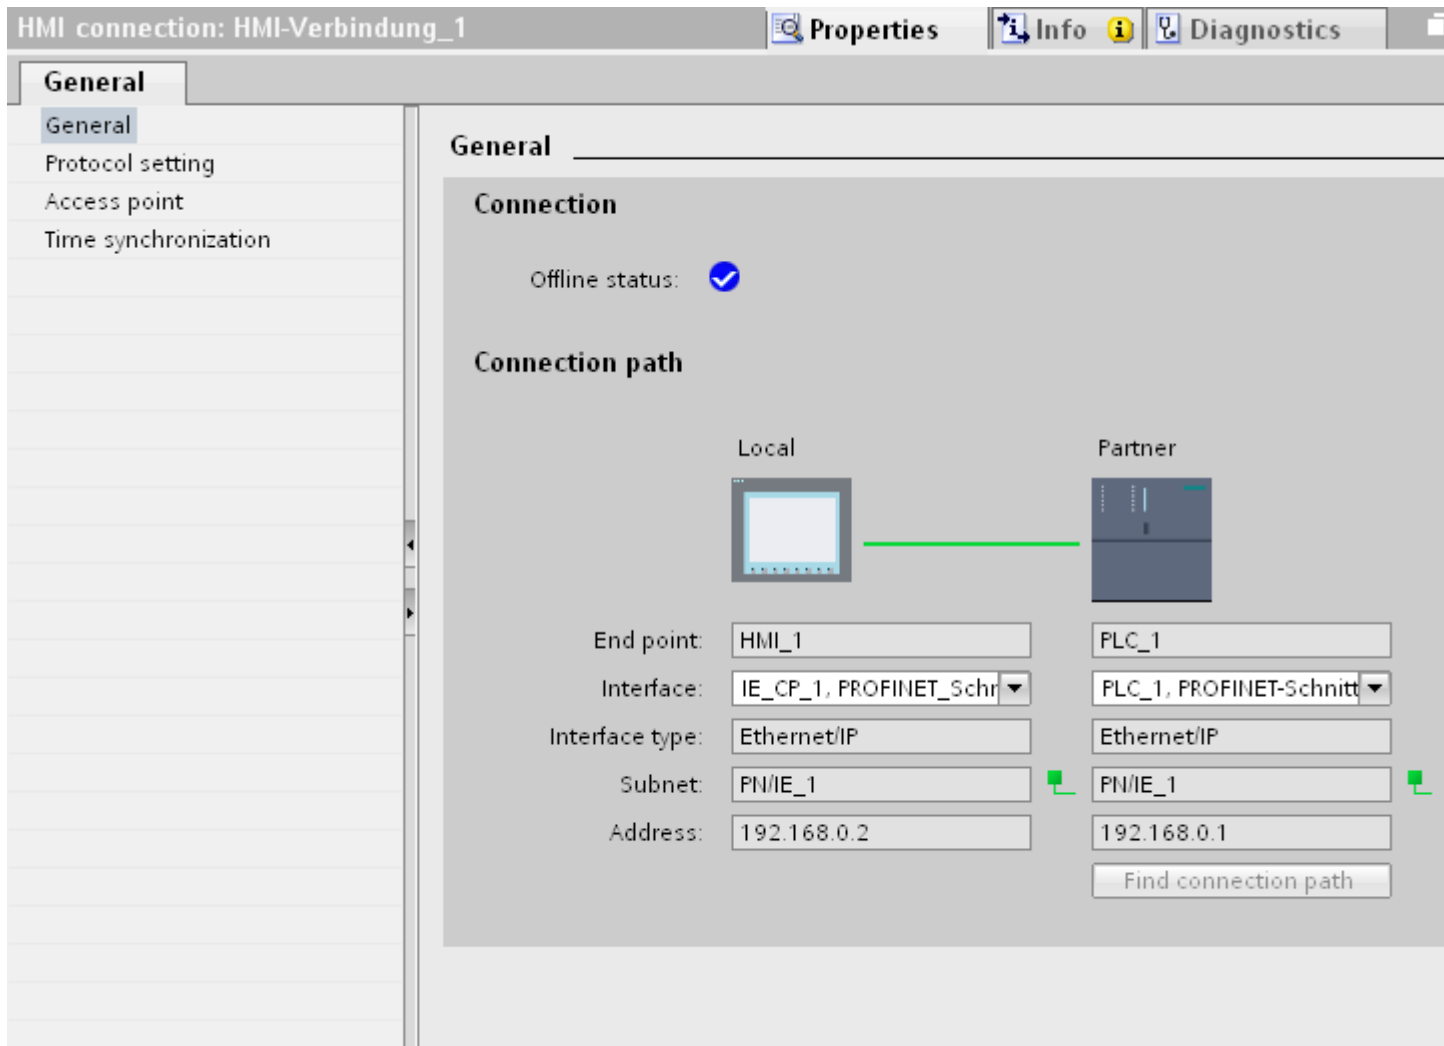 HMI connection: HMI-Verbindung_1
Properties
Info
Diagnostics
General
General
Protocol setting
Access point
Time synchronization
General
Connection
Offline status:
Connection path
Local Partner
End point: HMI_1 PLC_1
Interface: IE_CP_1, PROFINET_Schr PLC_1, PROFINET-Schnitt
Interface type: Ethernet/IP Ethernet/IP
Subnet: PN/IE_1 PN/IE_1
Address: 192.168.0.2 192.168.0.1
Find connection path